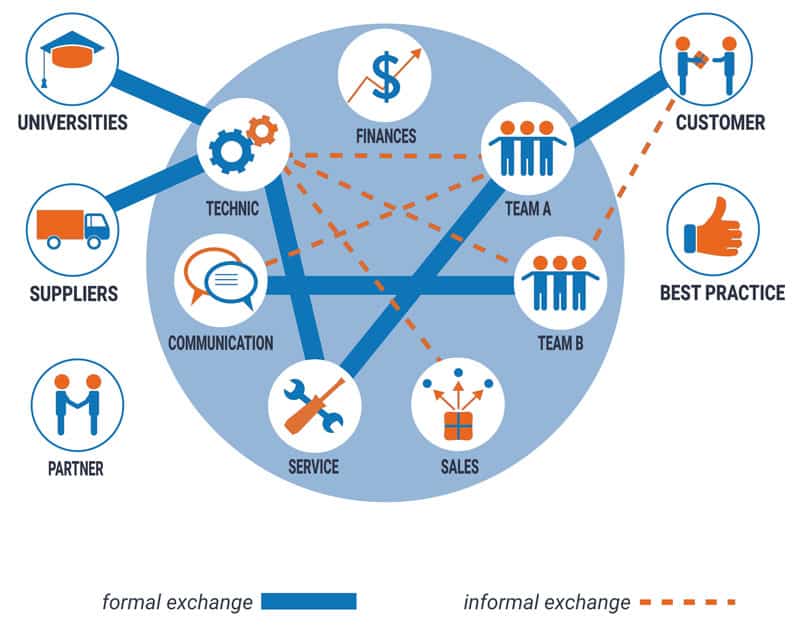 UNIVERSITIES
FINANCES
CUSTOMER
TECHNIC
TEAM A
SUPPLIERS
BEST PRACTICE
COMMUNICATION
TEAM B
PARTNER
SERVICE
SALES
formal exchange
informal exchange